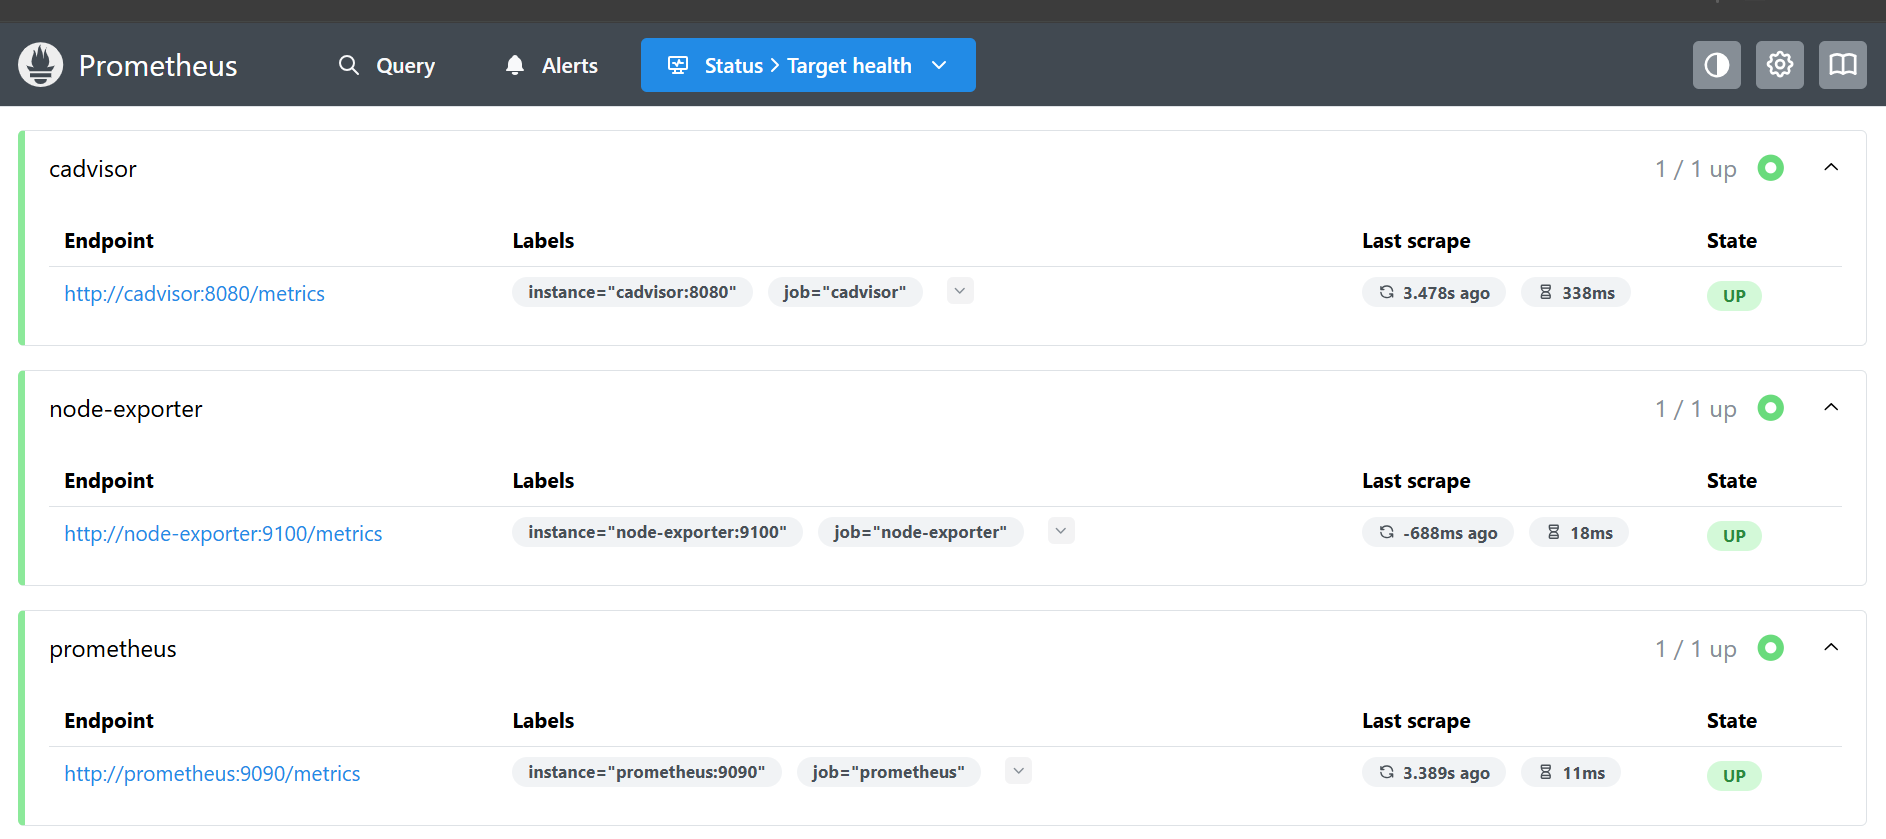 Prometheus Query Alerts Status > Target health
cadvisor 1 / 1 up
Endpoint Labels Last scrape State
http://cadvisor:8080/metrics instance="cadvisor:8080" job="cadvisor" 3.478s ago 338ms UP
node-exporter 1 / 1 up
Endpoint Labels Last scrape State
http://node-exporter:9100/metrics instance="node-exporter:9100" job="node-exporter" -688ms ago 18ms UP
prometheus 1 / 1 up
Endpoint Labels Last scrape State
http://prometheus:9090/metrics instance="prometheus:9090" job="prometheus" 3.389s ago 11ms UP